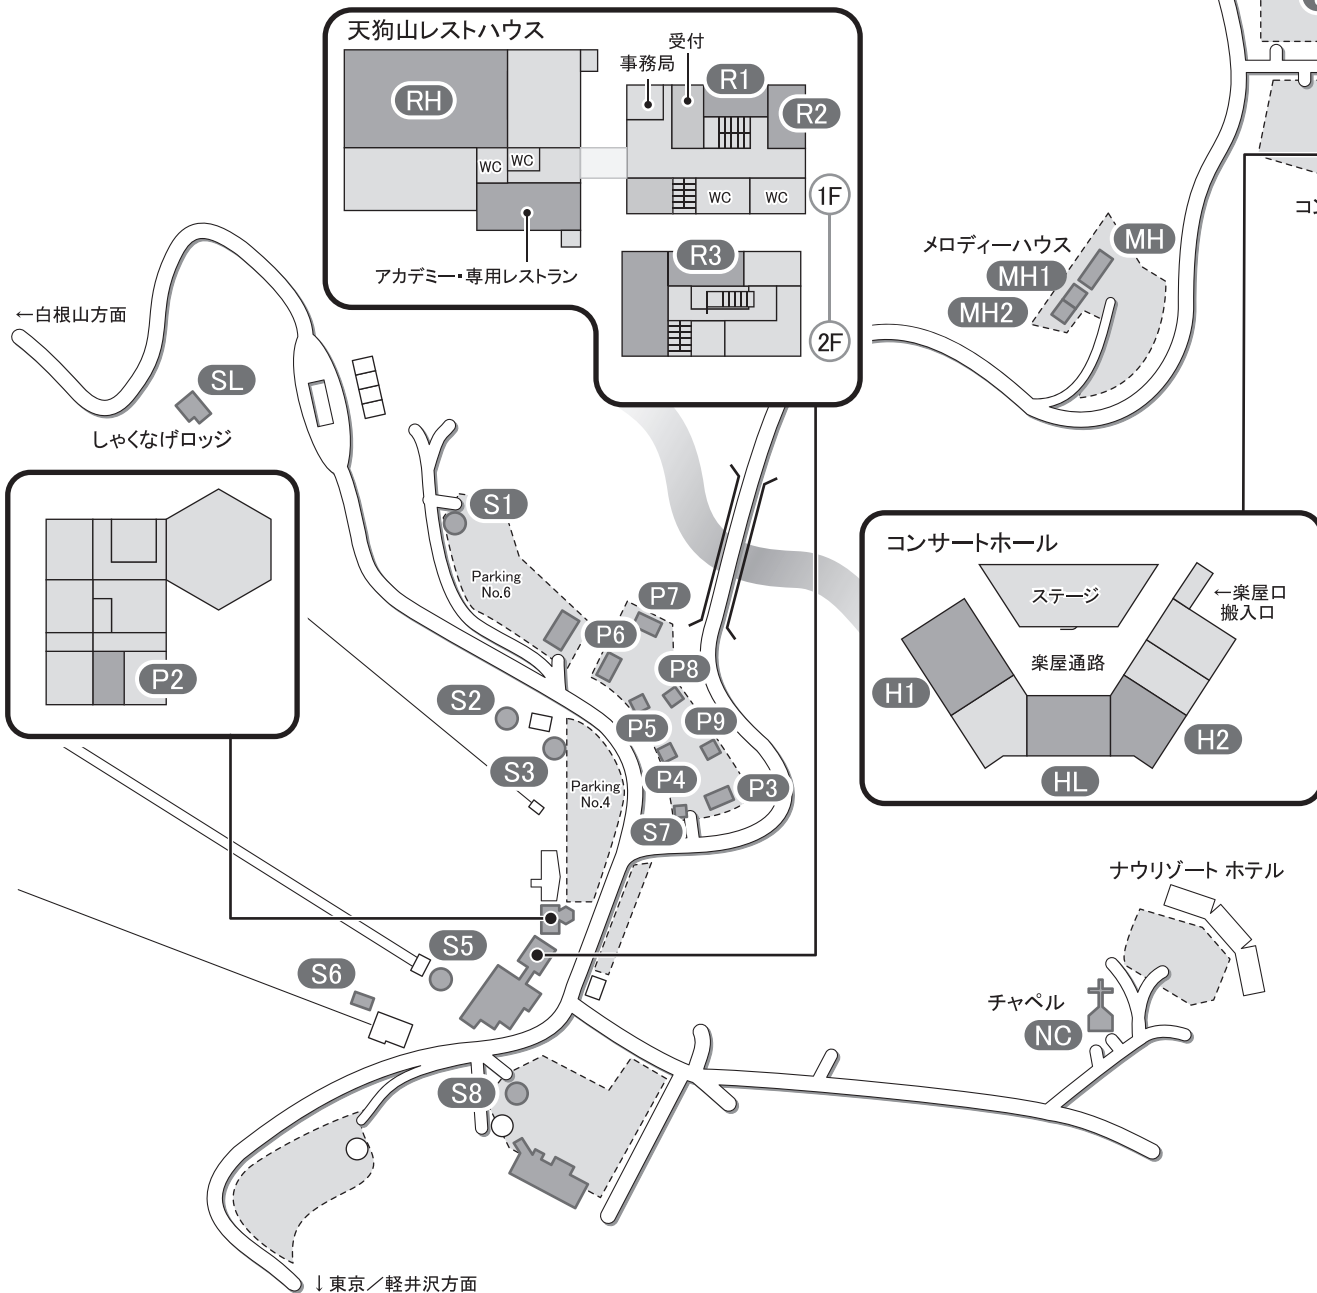 天狗山レストハウス
受付
事務局
RH
R1
R2
WC
WC
WC
WC
1F
R3
アカデミー・専用レストラン
2F
メロディーハウス
MH
MH1
MH2
コン
←白根山方面
SL
しゃくなげロッジ
S1
Parking
No.6
P7
P6
P8
P2
S2
P5
P9
S3
P4
Parking
No.4
P3
S7
コンサートホール
ステージ
←楽屋口
搬入口
楽屋通路
H1
H2
HL
ナウリゾート ホテル
S5
S6
チャペル
NC
S8
↓東京／軽井沢方面